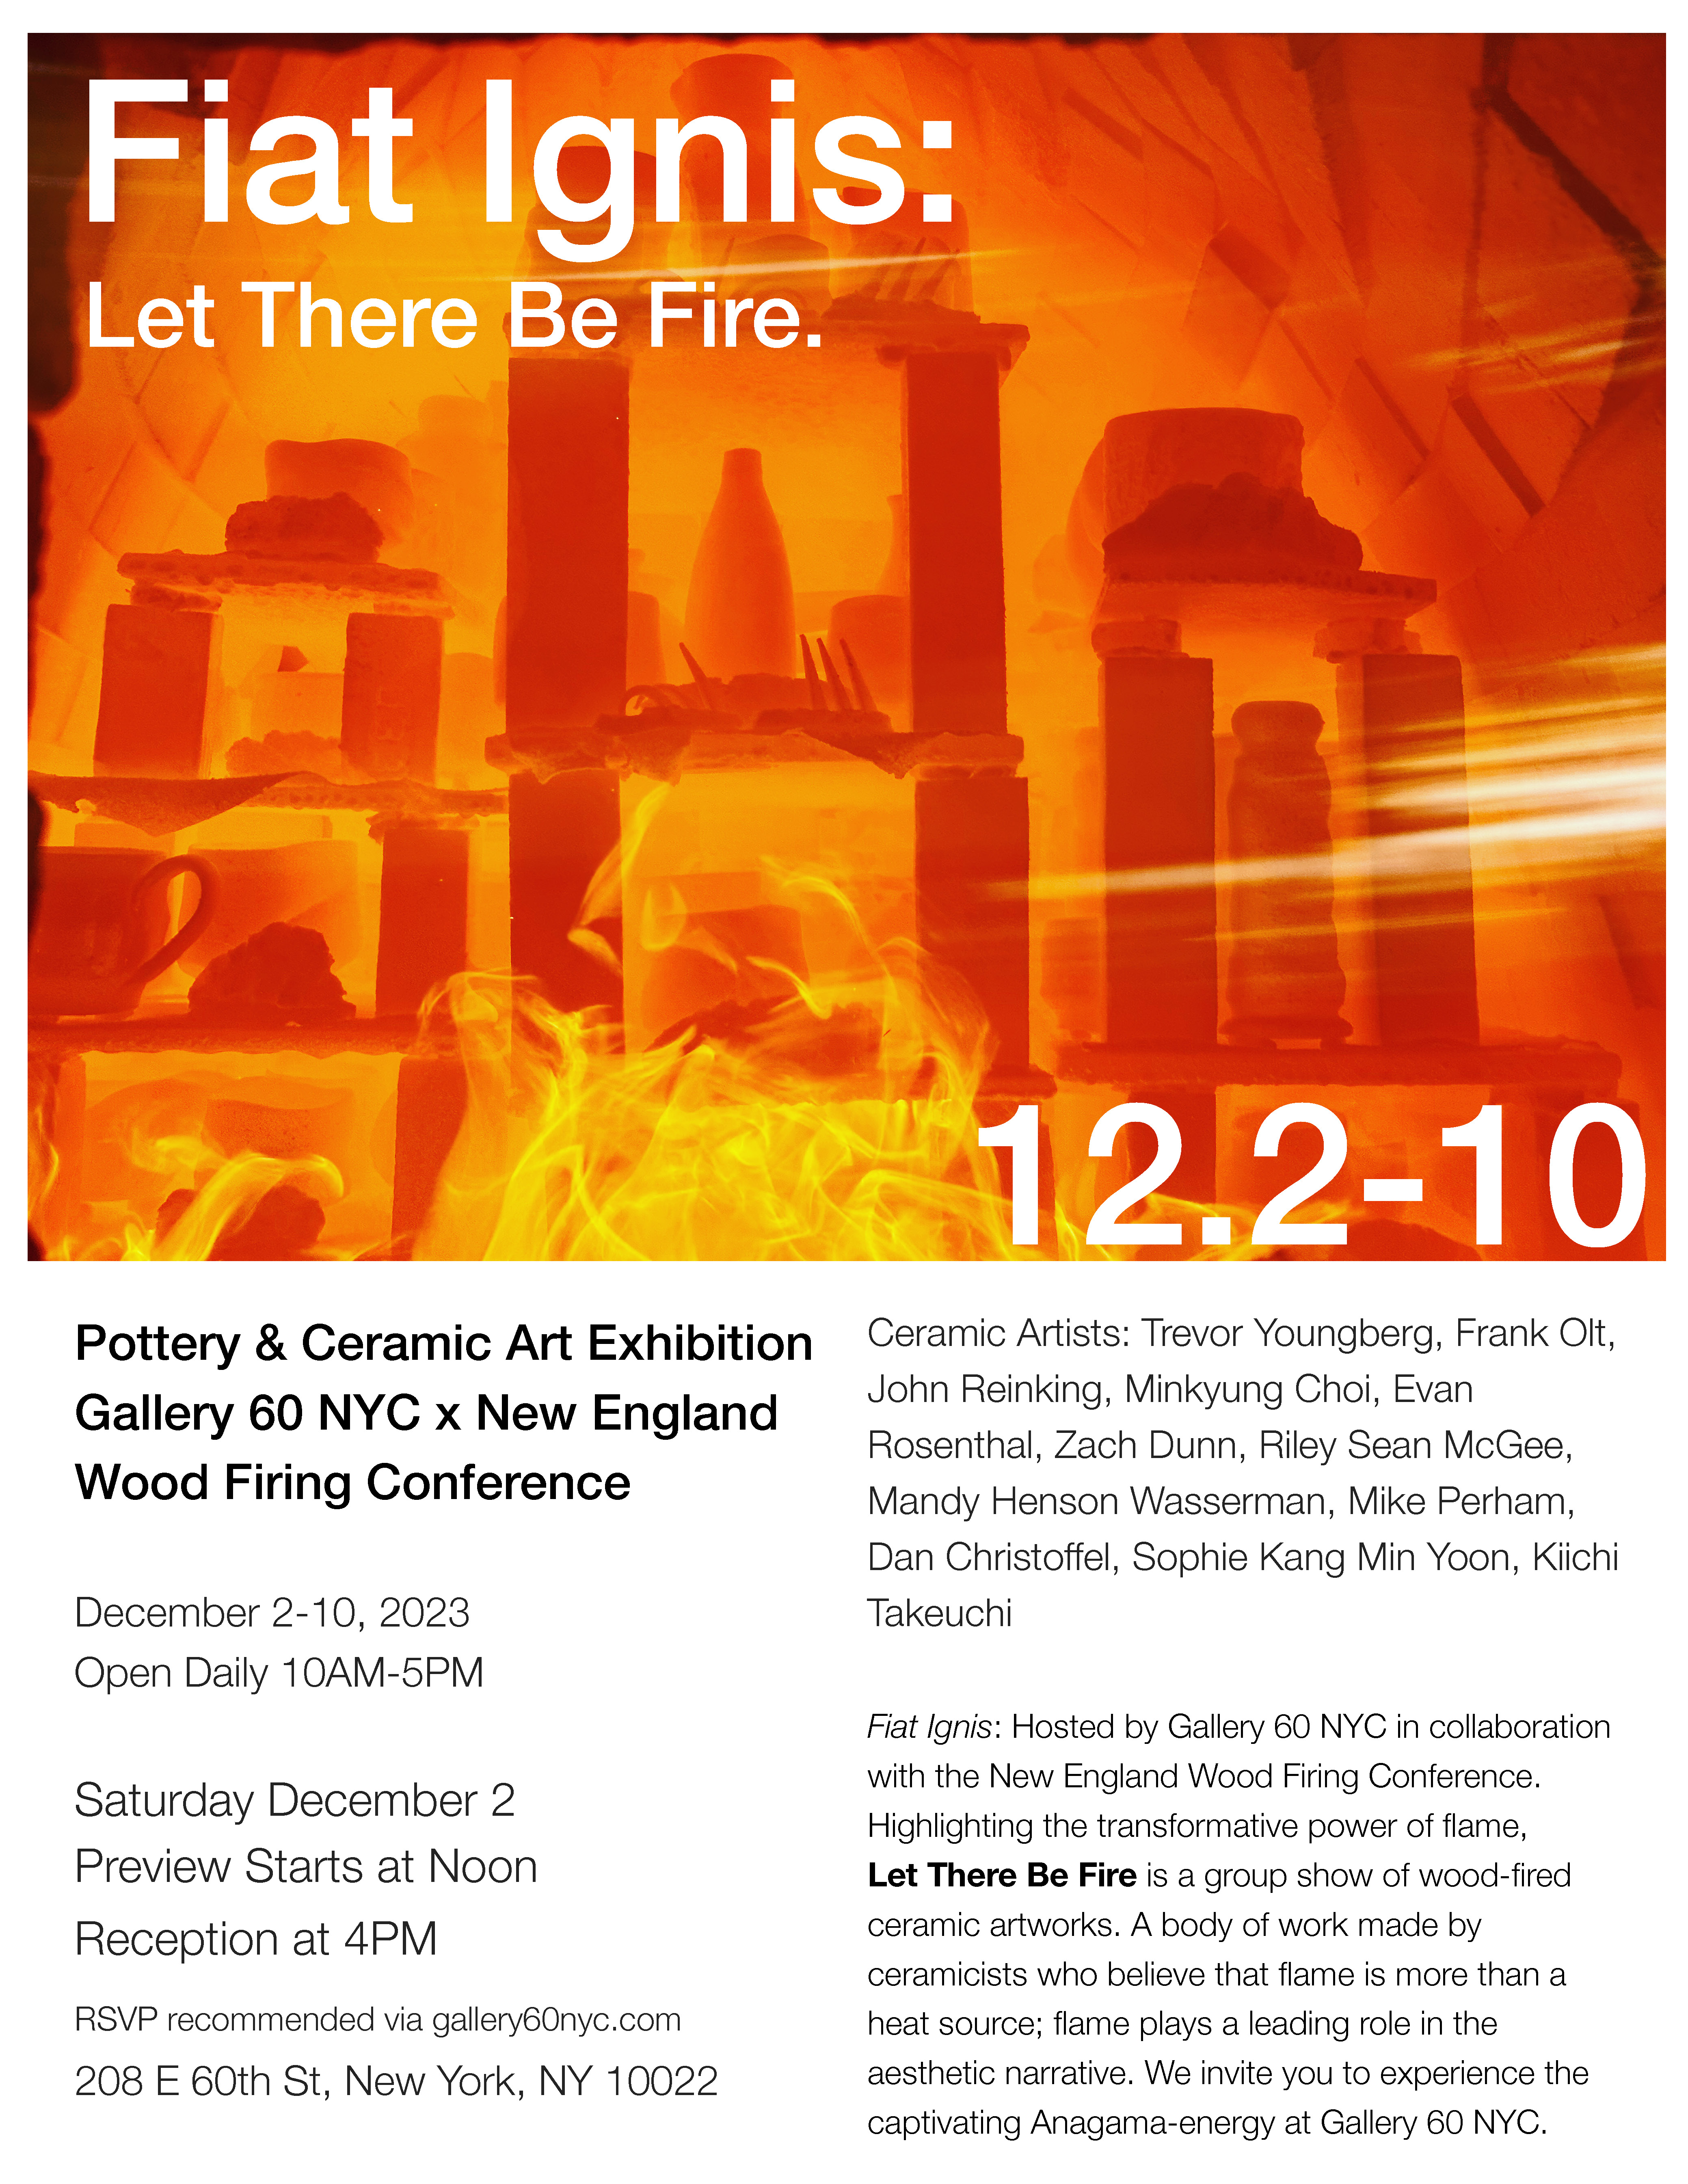 Fiat Ignis:
Let There Be Fire.
12.2-10
Pottery & Ceramic Art Exhibition
Gallery 60 NYC x New England
Wood Firing Conference
December 2-10, 2023
Open Daily 10AM-5PM
Saturday December 2
Preview Starts at Noon
Reception at 4PM
RSVP recommended via gallery60nyc.com
208 E 60th St, New York, NY 10022
Ceramic Artists: Trevor Youngberg, Frank Olt,
John Reinking, Minkyung Choi, Evan
Rosenthal, Zach Dunn, Riley Sean McGee,
Mandy Henson Wasserman, Mike Perham,
Dan Christoffel, Sophie Kang Min Yoon, Kiichi
Takeuchi
Fiat Ignis: Hosted by Gallery 60 NYC in collaboration
with the New England Wood Firing Conference.
Highlighting the transformative power of flame,
Let There Be Fire is a group show of wood-fired
ceramic artworks. A body of work made by
ceramicists who believe that flame is more than a
heat source; flame plays a leading role in the
aesthetic narrative. We invite you to experience the
captivating Anagama-energy at Gallery 60 NYC.